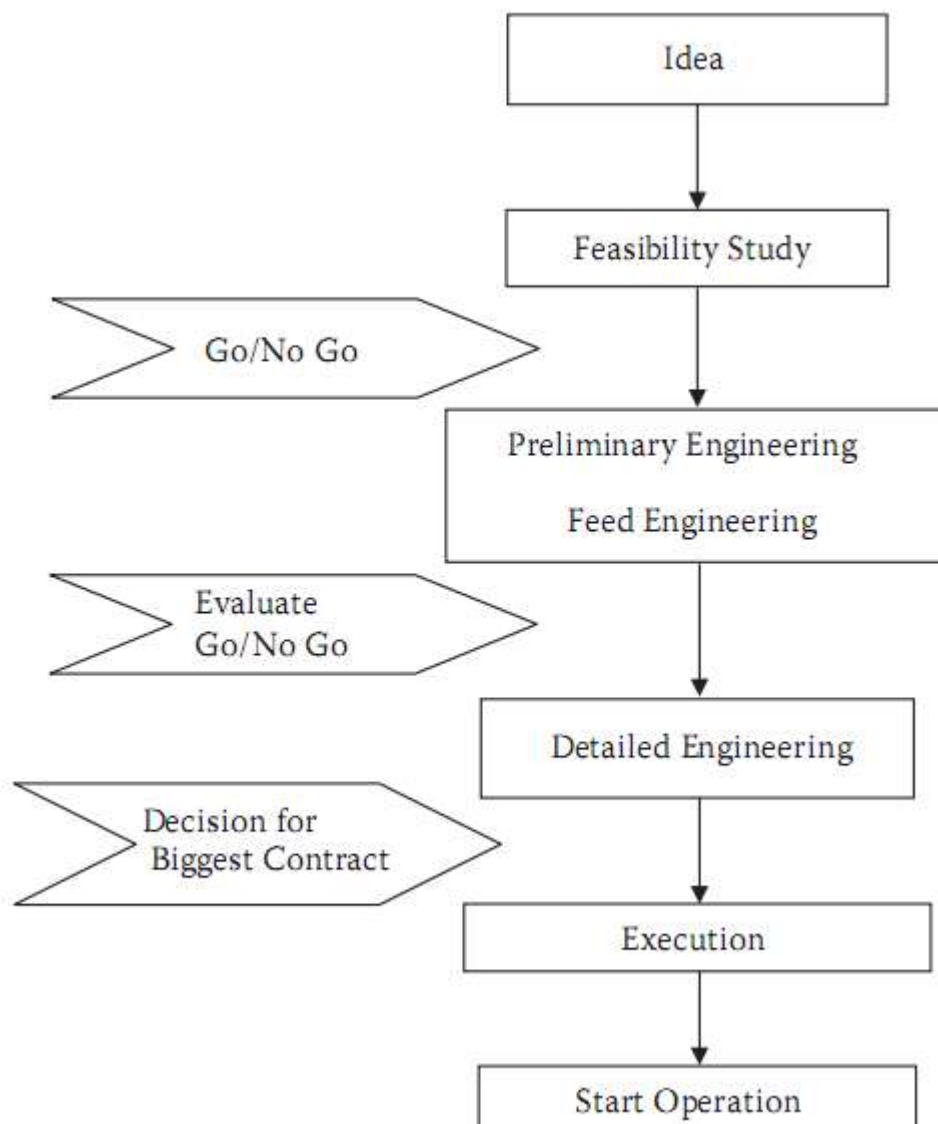 Idea
Feasibility Study
Go/No Go
Preliminary Engineering
Feed Engineering
Evaluate
Go/No Go
Detailed Engineering
Decision for
Biggest Contract
Execution
Start Operation